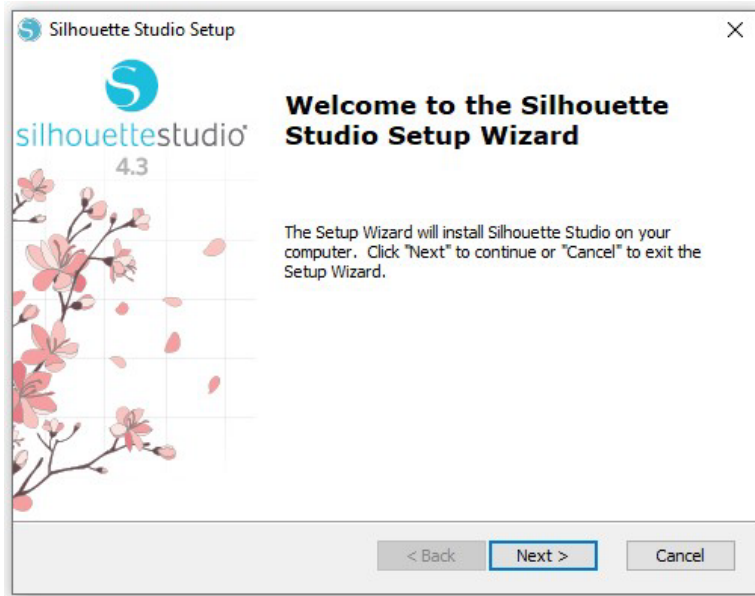 Silhouette Studio Setup
silhouettestudio®
4.3
Welcome to the Silhouette
Studio Setup Wizard
The Setup Wizard will install Silhouette Studio on your
computer.  Click "Next" to continue or "Cancel" to exit the
Setup Wizard.
< Back
Next >
Cancel